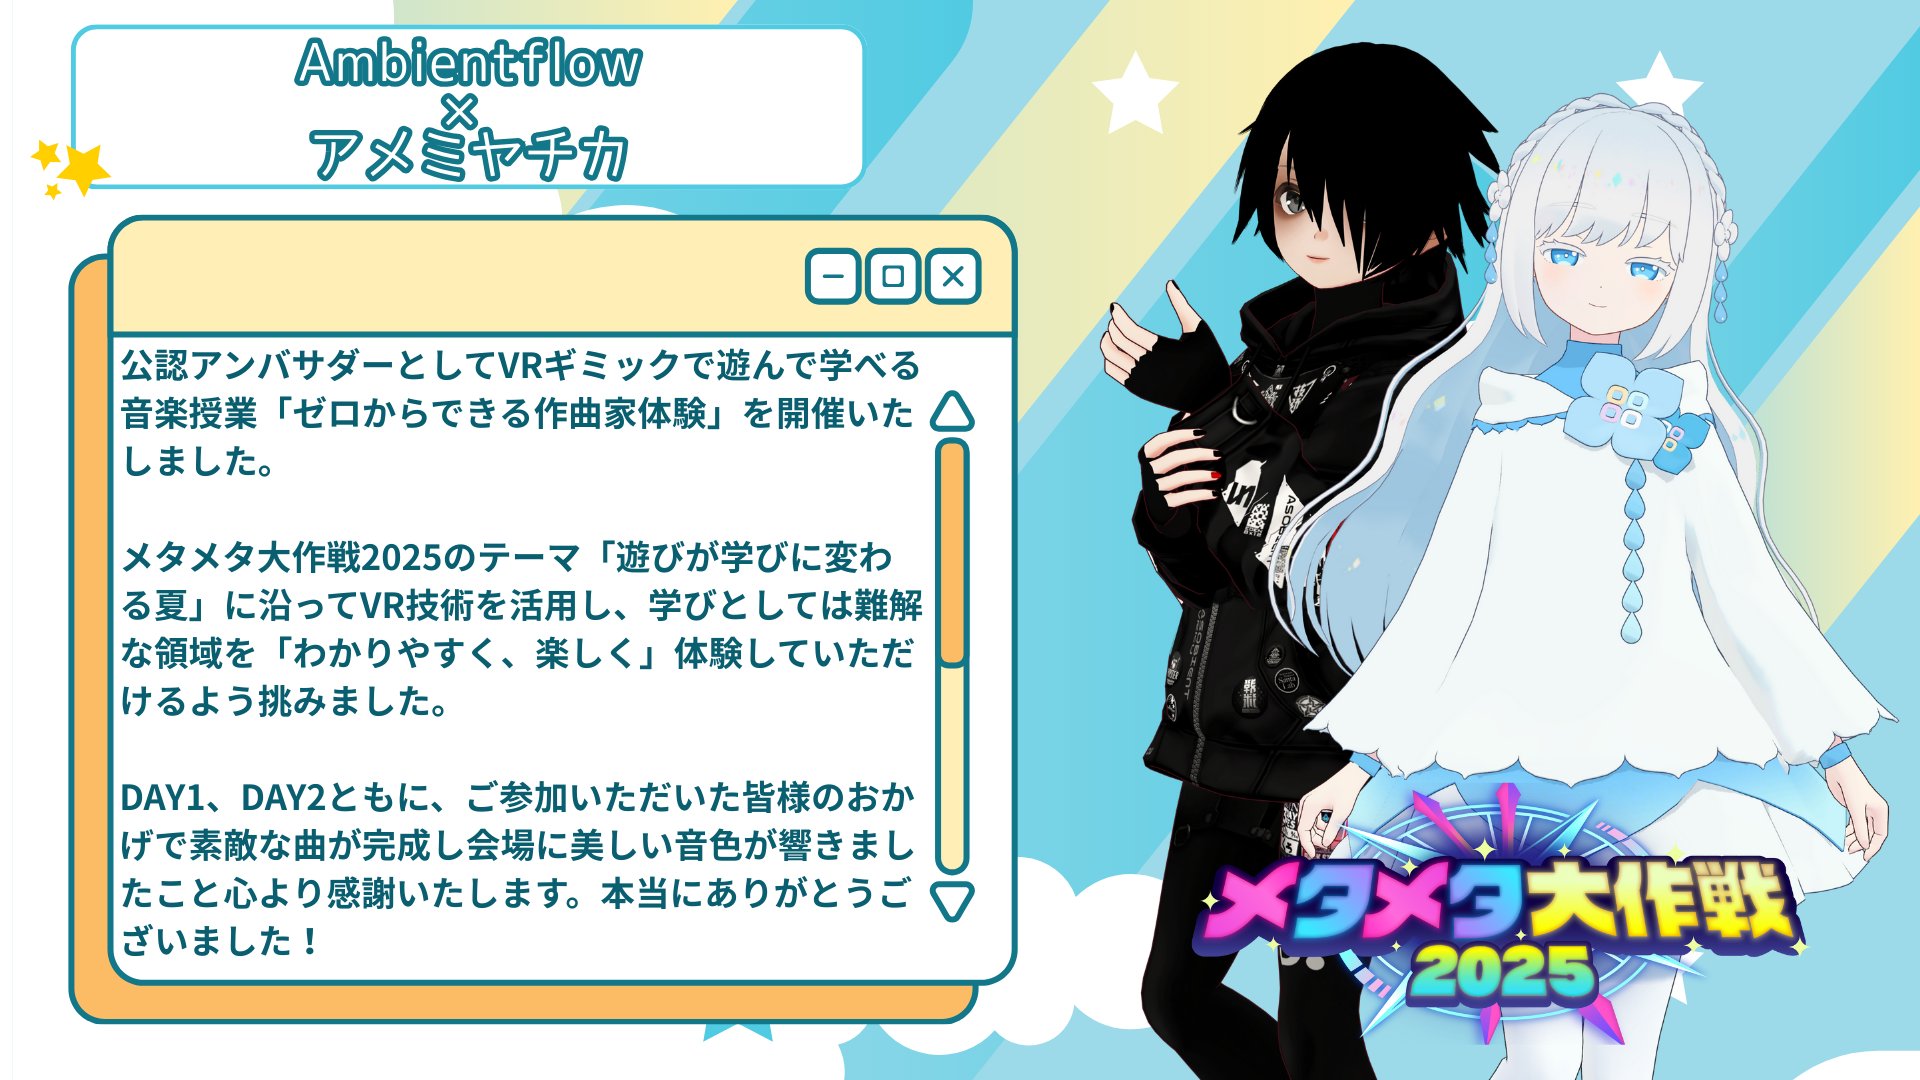 Ambientflow
×
アメミヤチカ
公認アンバサダーとしてVRギミックで遊んで学べる
音楽授業「ゼロからできる作曲家体験」を開催いた
しました。
メタメタ大作戦2025のテーマ「遊びが学びに変わ
る夏」に沿ってVR技術を活用し、学びとしては難解
な領域を「わかりやすく、楽しく」体験していただ
けるよう挑みました。
DAY1、DAY2ともに、ご参加いただいた皆様のおか
げで素敵な曲が完成し会場に美しい音色が響きまし
たこと心より感謝いたします。本当にありがとうご
ざいました！
メタメタ大作戦
2025